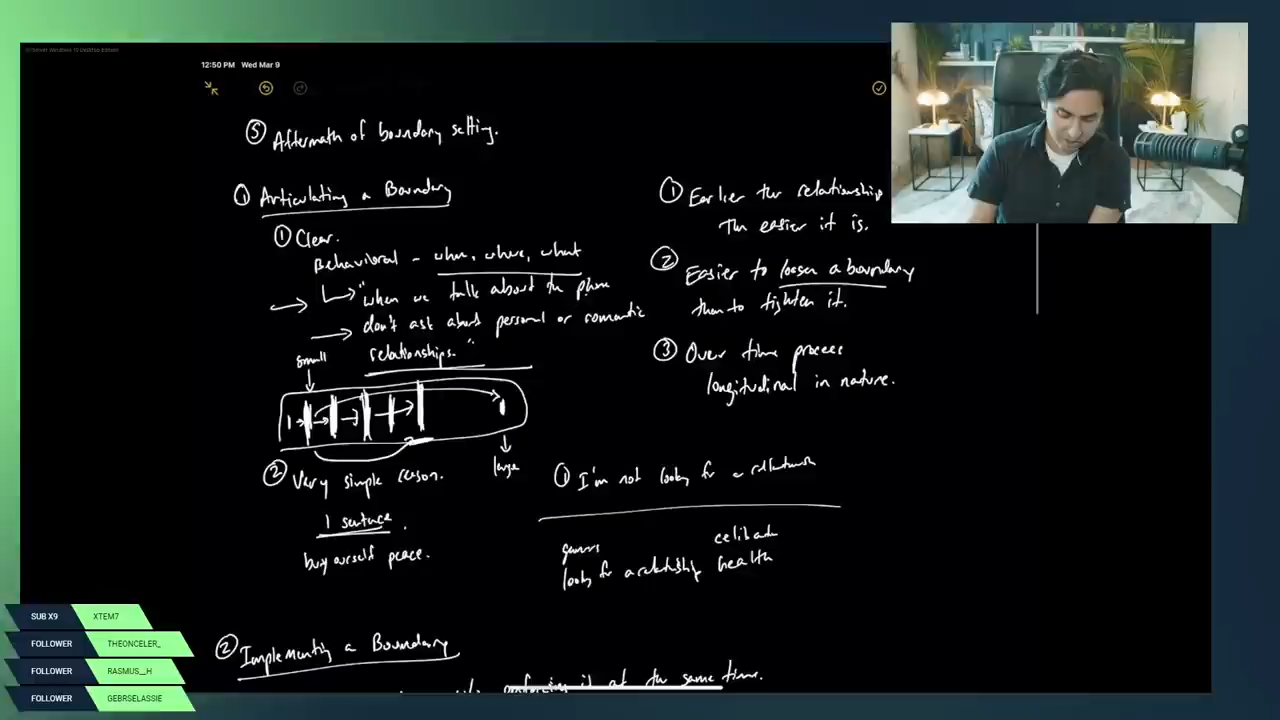 12:50 PM Wed Mar 9
⑤ Aftermath of boundary setting.
① Articulating a Boundary
① Clear.
Behavioral - when, where, what
"when we talk about the phone
don't ask about personal or romantic
relationships."
small
large
② Very simple reason.
1 sentence.
buy ourself peace.
① Earlier the relationship
The easier it is.
② Easier to loosen a boundary
than to tighten it.
③ Over time process
longitudinal in nature.
① I'm not looking for a relationship
celibate
looking for a relationship health
② Implementing a Boundary
enforcing it at the same time.
SUB X9 XTEM7
FOLLOWER THEONCELER_
FOLLOWER RASMUS__H
FOLLOWER GEBRSELASSIE